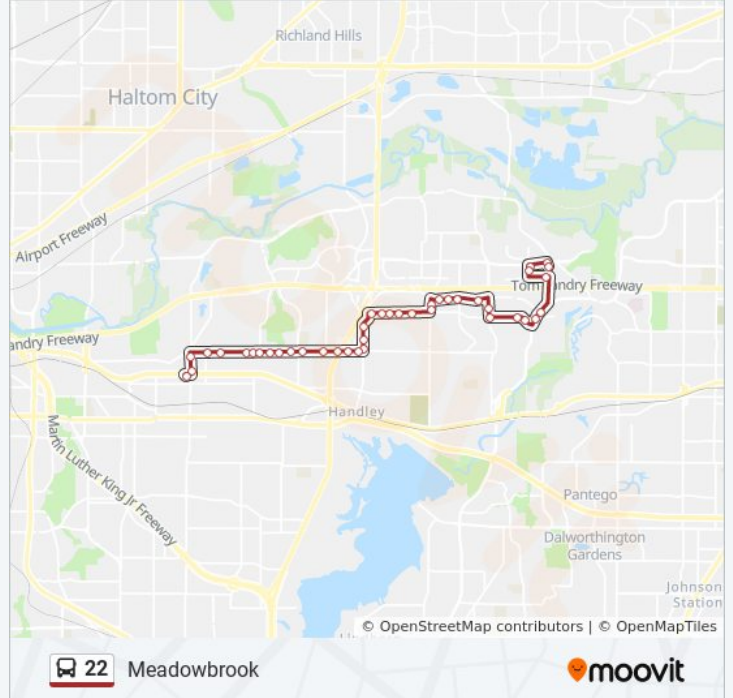 Richland Hills
Haltom City
Airport Freeway
Tom Landry Freeway
andry Freeway
Handley
Martin Luther King Jr Freeway
Pantego
Dalworthington
Gardens
Johnson
Station
© OpenStreetMap contributors | © OpenMapTiles
22 Meadowbrook
moovit